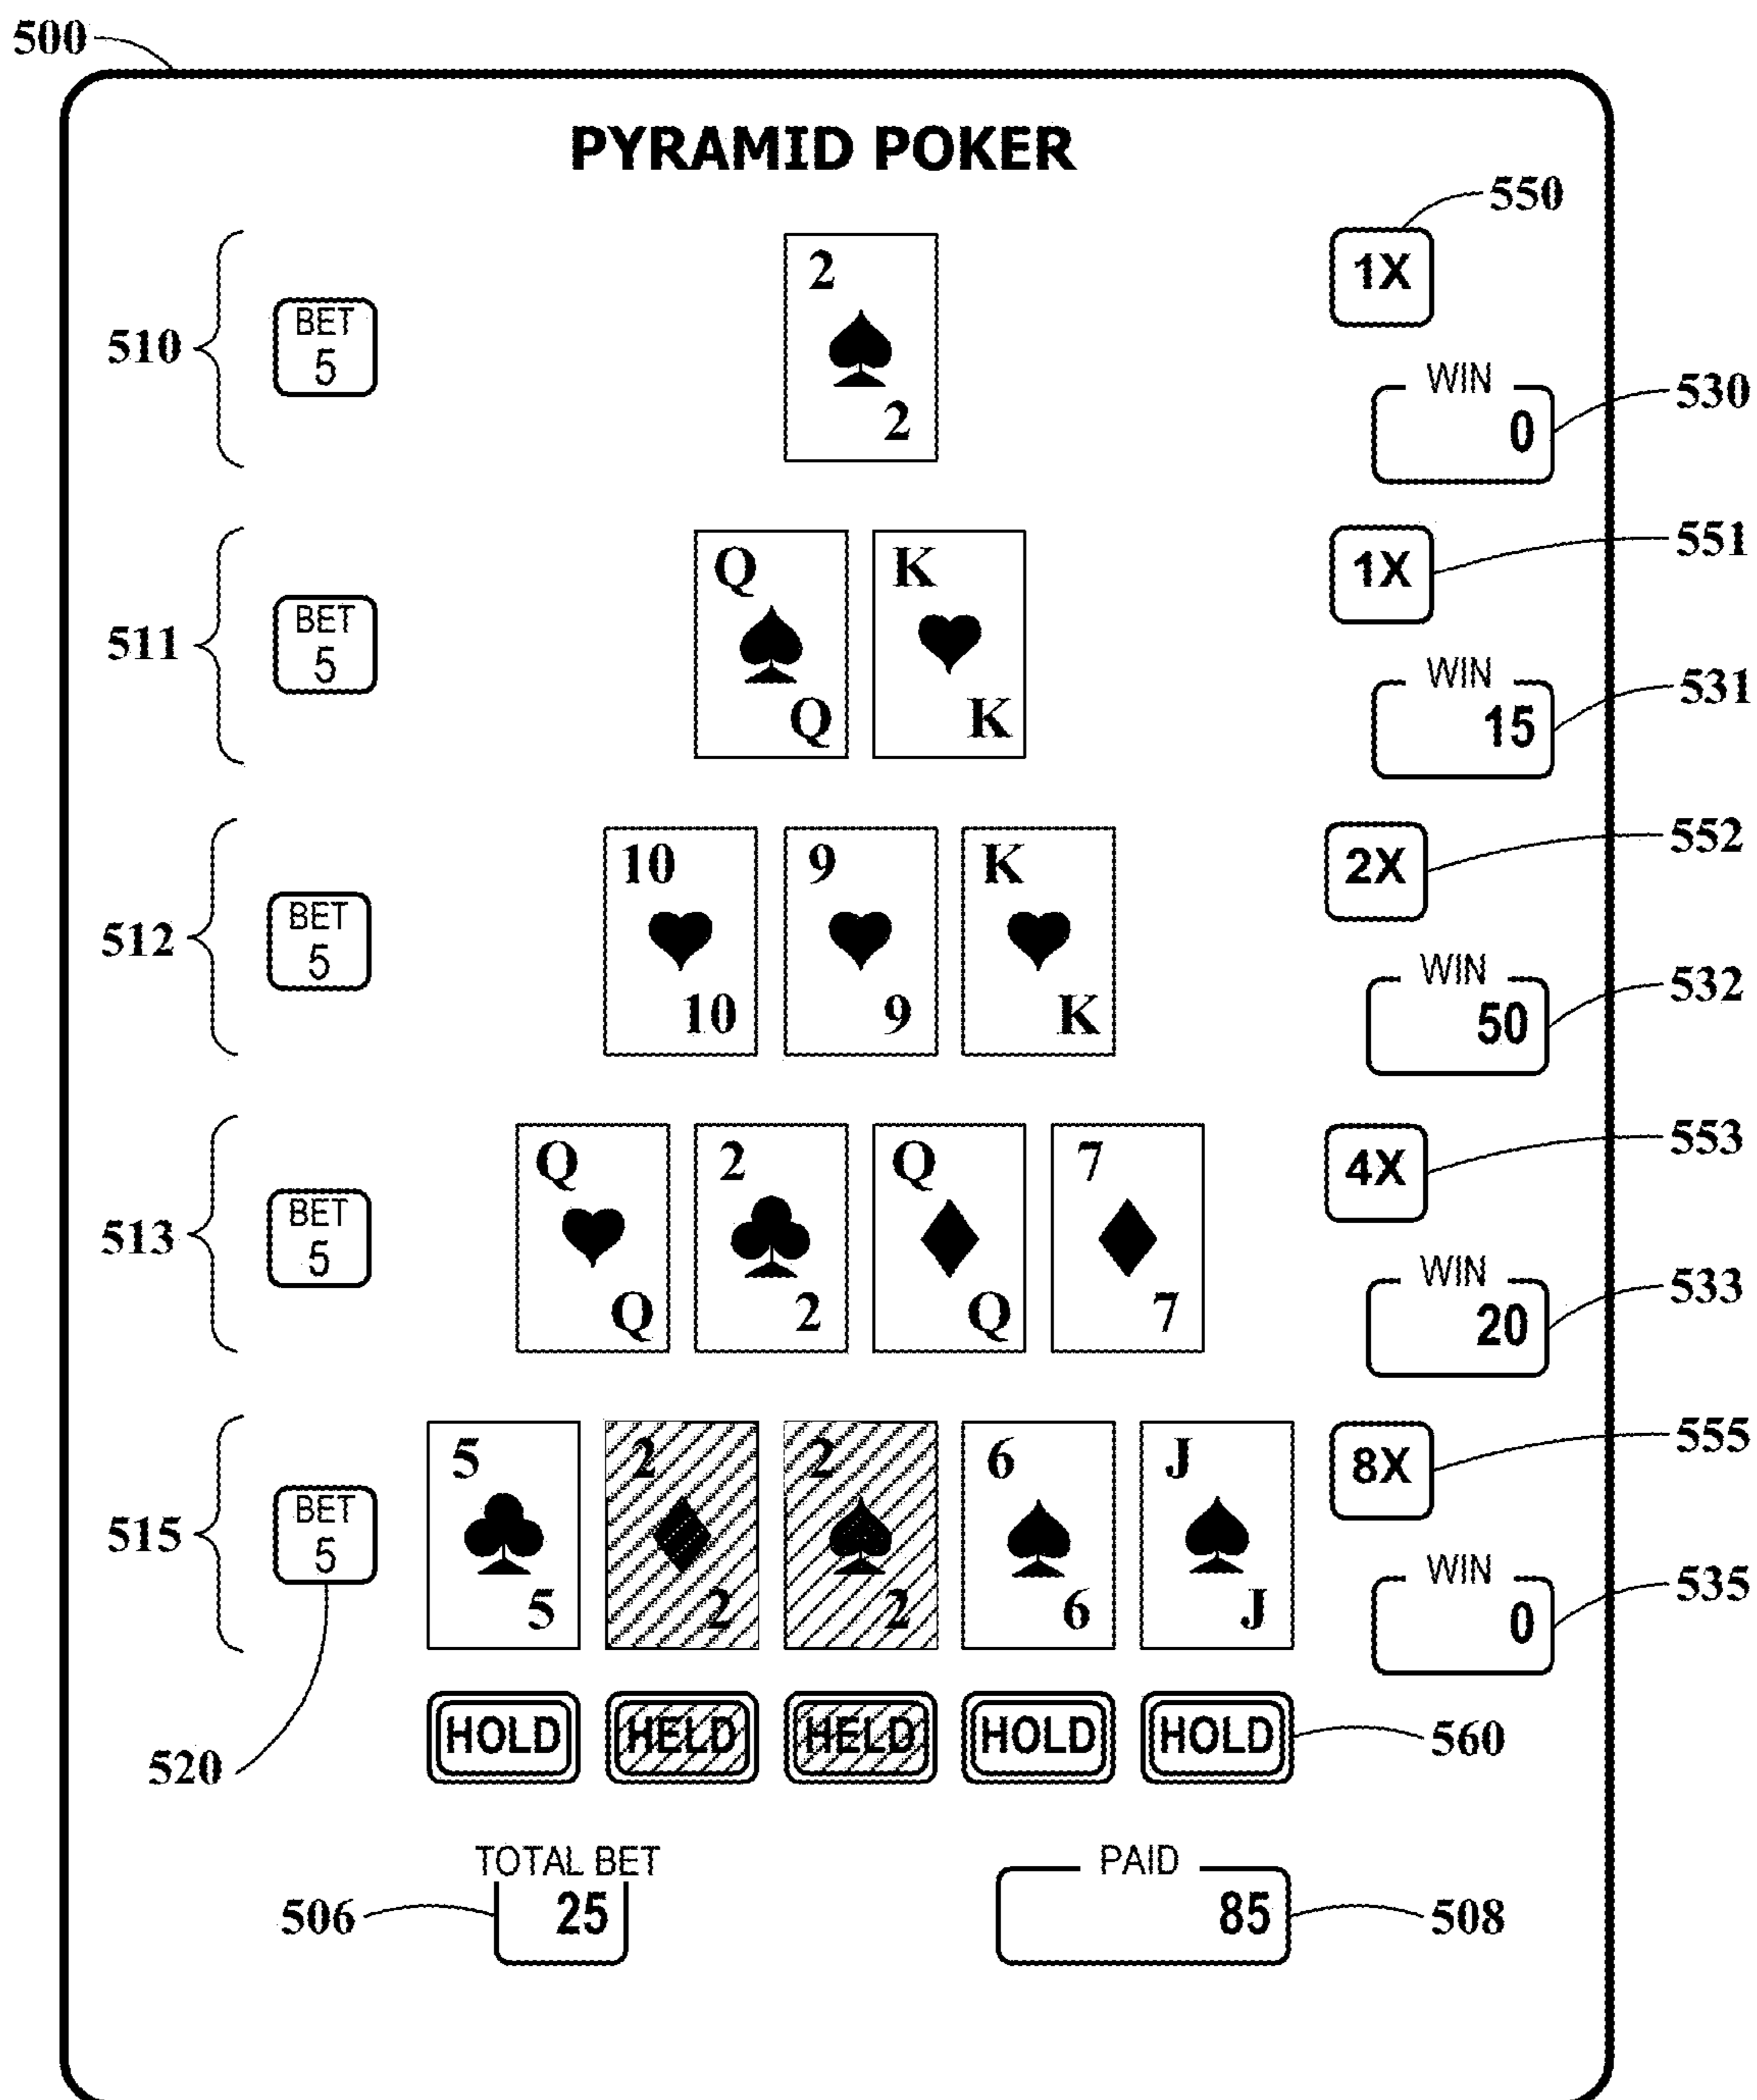 500
PYRAMID POKER
550
1X
2
2
BET
5
510
WIN
0
530
551
1X
Q
Q
K
K
BET
5
511
WIN
15
531
552
2X
10
10
9
9
K
K
BET
5
512
WIN
50
532
553
4X
Q
Q
2
2
Q
Q
7
7
BET
5
513
WIN
20
533
555
8X
5
5
2
2
2
2
6
6
J
J
BET
5
515
WIN
0
535
520
HOLD HELD HELD HOLD HOLD
560
TOTAL BET
25
506
PAID
85
508